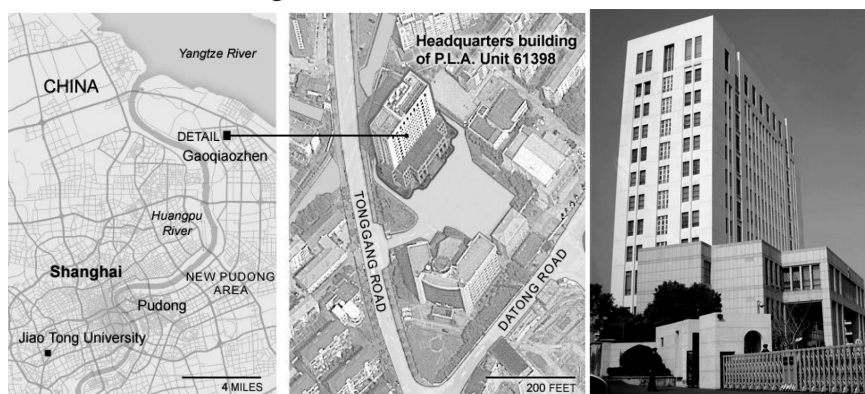 Yangtze River
CHINA
DETAIL
Gaoqiaozhen
Huangpu
River
Shanghai
NEW PUDONG
AREA
Pudong
Jiao Tong University
4 MILES
Headquarters building
of P.L.A. Unit 61398
TONGGANG ROAD
DATONG ROAD
200 FEET